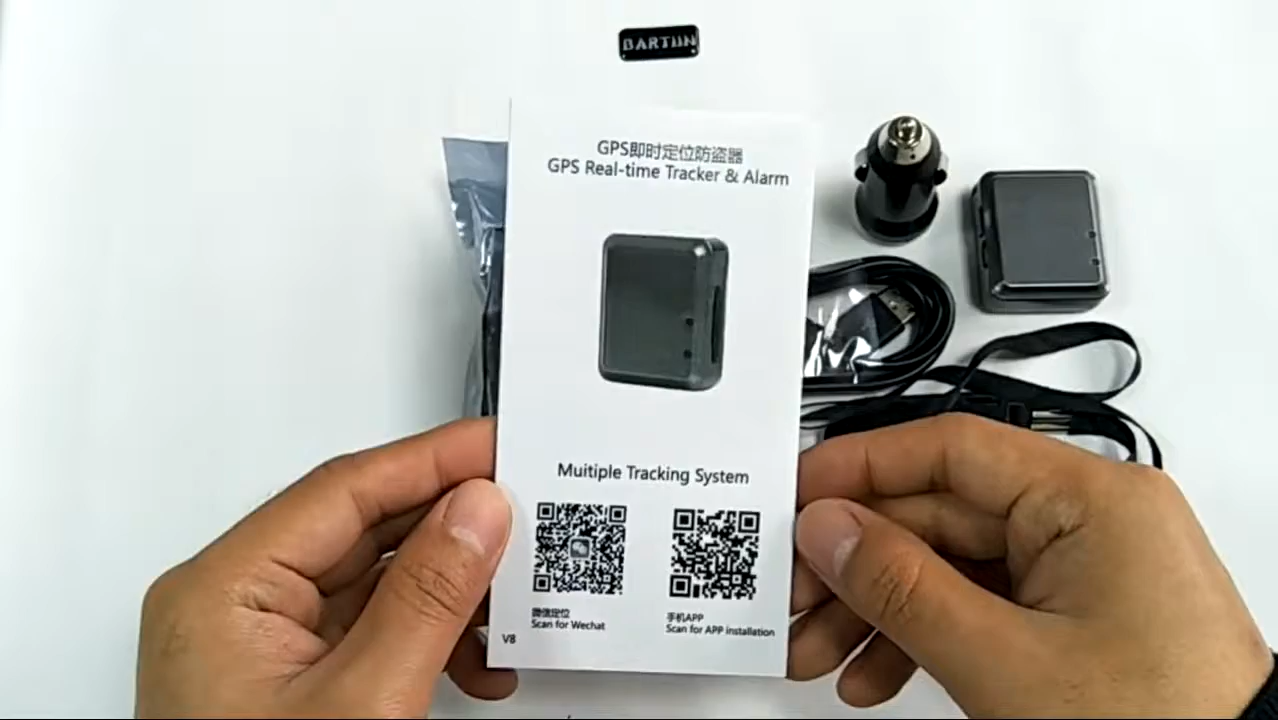 BARTUN
GPS即时定位防盗器
GPS Real-time Tracker & Alarm
Muitiple Tracking System
微信定位
Scan for Wechat
手机APP
Scan for APP installation
V8